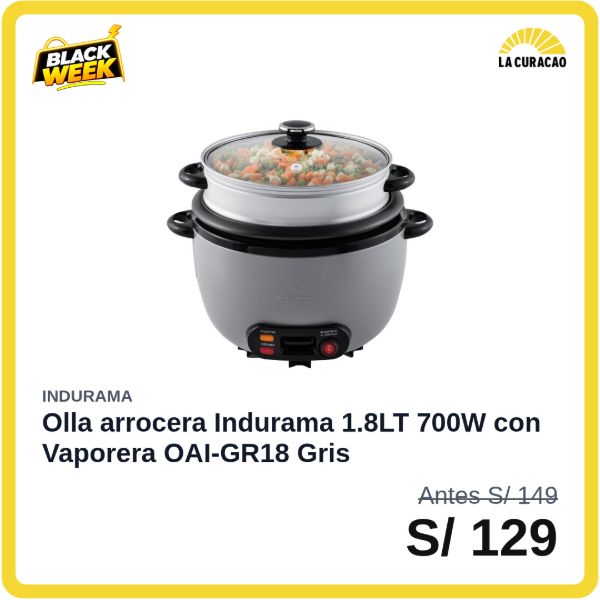 BLACK
WEEK
LA CURACAO
INDURAMA
Olla arrocera Indurama 1.8LT 700W con
Vaporera OAI-GR18 Gris
Antes S/ 149
S/ 129